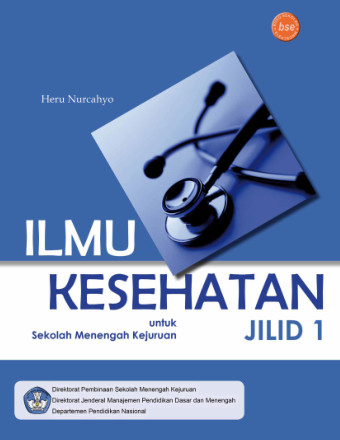 bse
Heru Nurcahyo
ILMU
KESEHATAN
untuk
Sekolah Menengah Kejuruan
JILID 1
Direktorat Pembinaan Sekolah Menengah Kejuruan
Direktorat Jenderal Manajemen Pendidikan Dasar dan Menengah
Departemen Pendidikan Nasional